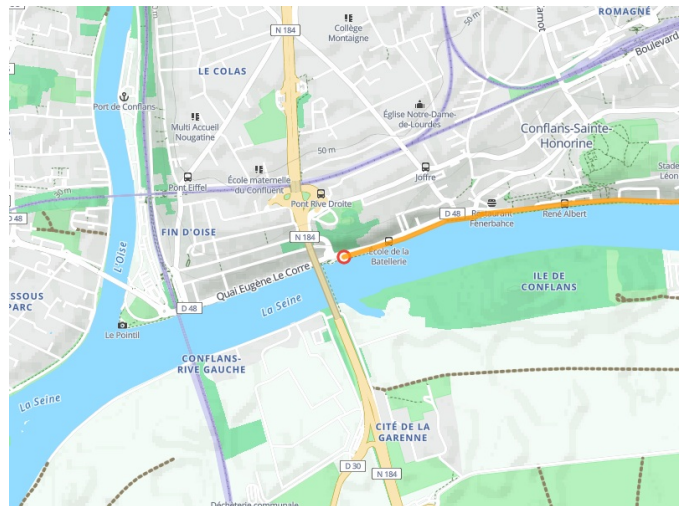 ROMAGNÉ
Boulevard
N 184
Collège
Montaigne
50 m
LE COLAS
Port de Conflans
Multi Accueil
Nougatine
Église Notre-Dame-
de-Lourdes
Conflans-Sainte-
Honorine
50 m
École maternelle
du Confluent
Joffre
Stade
Léon
Pont Eiffel
30 m
Pont Rive Droite
D 48
D 48
Restaurant
Fenerbahce
René Albert
FIN D'OISE
N 184
École de la
Batellerie
L'Oise
Quai Eugène Le Corre
ILE DE
CONFLANS
La Seine
D 48
SSOUS
PARC
Le Pointil
CONFLANS-
RIVE GAUCHE
La Seine
CITÉ DE LA
GARENNE
D 30
N 184
Déchèterie communale